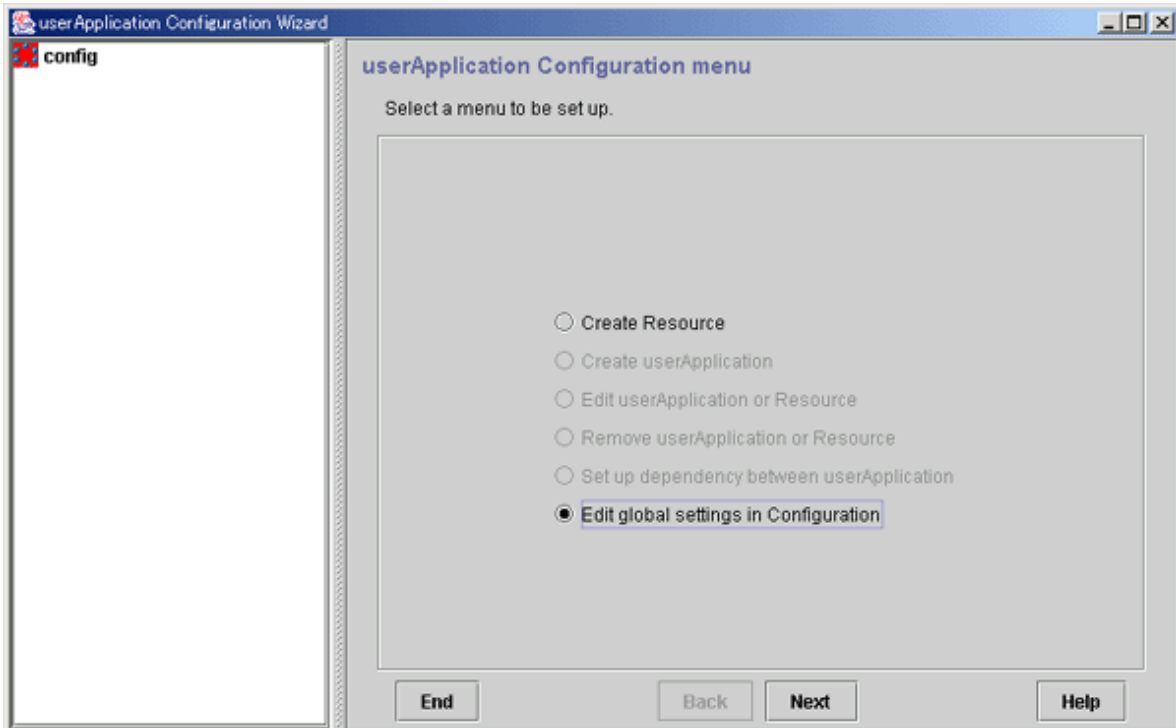 userApplication Configuration Wizard
config
userApplication Configuration menu
Select a menu to be set up.
Create Resource
Create userApplication
Edit userApplication or Resource
Remove userApplication or Resource
Set up dependency between userApplication
Edit global settings in Configuration
End
Back
Next
Help